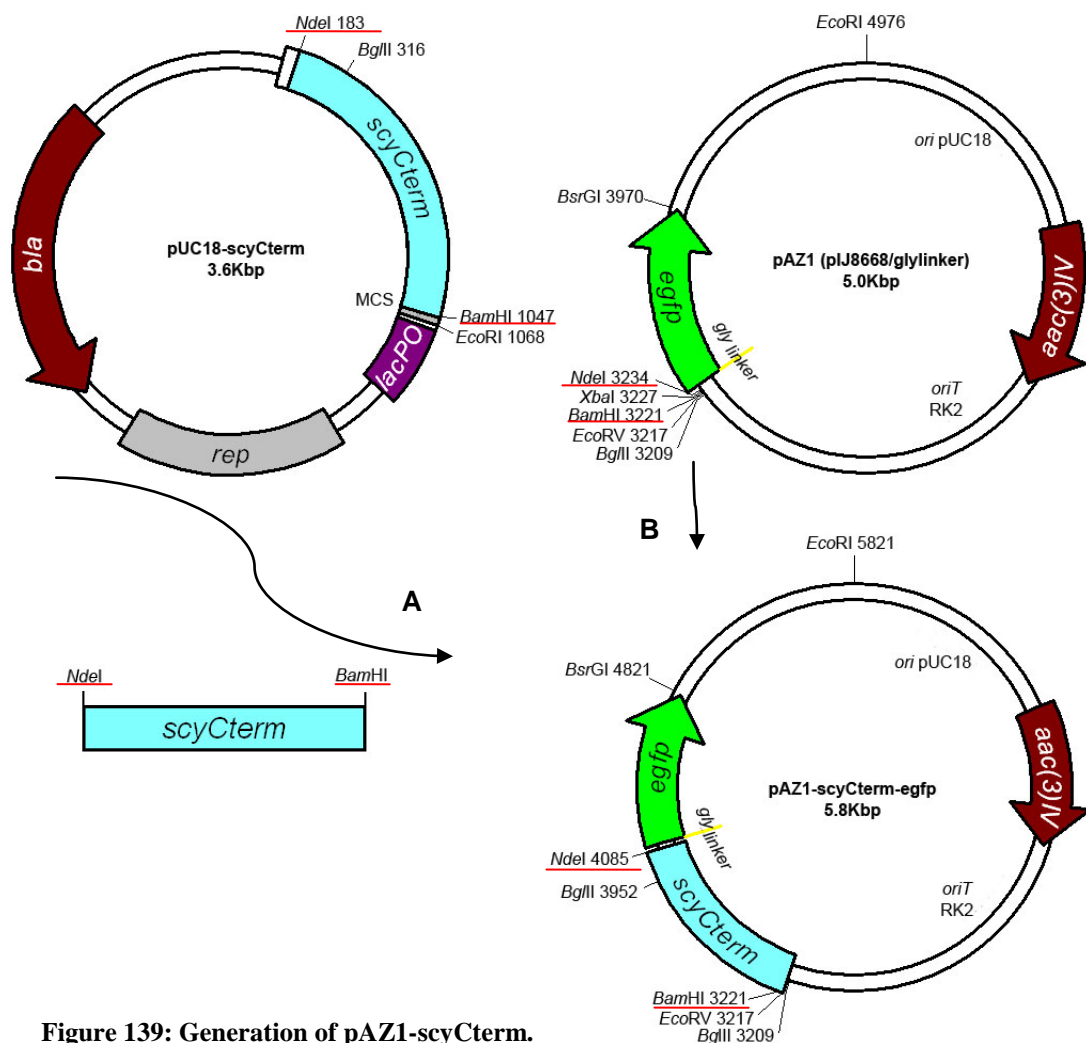 NdeI 183
BglII 316
scyCterm
bla
pUC18-scyCterm
3.6Kbp
MCS
BamHI 1047
EcoRI 1068
lacPO
rep
A
NdeI
BamHI
scyCterm
EcoRI 4976
ori pUC18
BsrGI 3970
egfp
pAZ1 (pIJ8668/glylinker)
5.0Kbp
aac(3)IV
gly linker
NdeI 3234
XbaI 3227
BamHI 3221
EcoRV 3217
BglII 3209
oriT
RK2
B
EcoRI 5821
ori pUC18
BsrGI 4821
egfp
pAZ1-scyCterm-egfp
5.8Kbp
aac(3)IV
gly linker
NdeI 4085
BglII 3952
scyCterm
oriT
RK2
BamHI 3221
EcoRV 3217
BglII 3209
Figure 139: Generation of pAZ1-scyCterm.